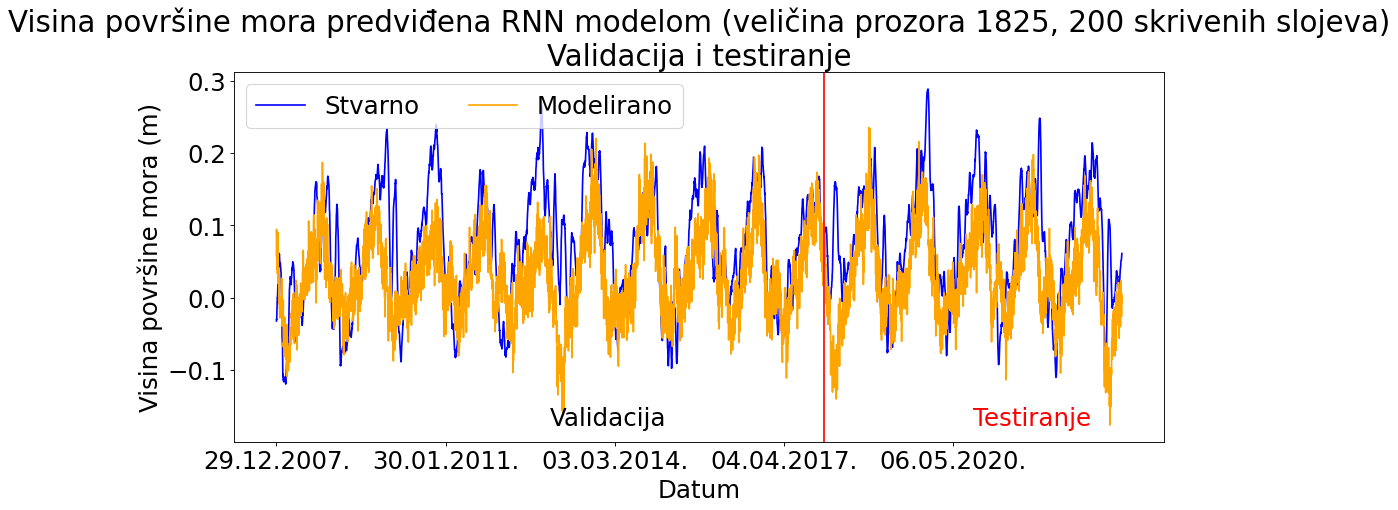 Visina površine mora predviđena RNN modelom (veličina prozora 1825, 200 skrivenih slojeva)
Validacija i testiranje
Stvarno
Modelirano
Visina površine mora (m)
0.3
0.2
0.1
0.0
−0.1
Validacija
Testiranje
29.12.2007.
30.01.2011.
03.03.2014.
04.04.2017.
06.05.2020.
Datum